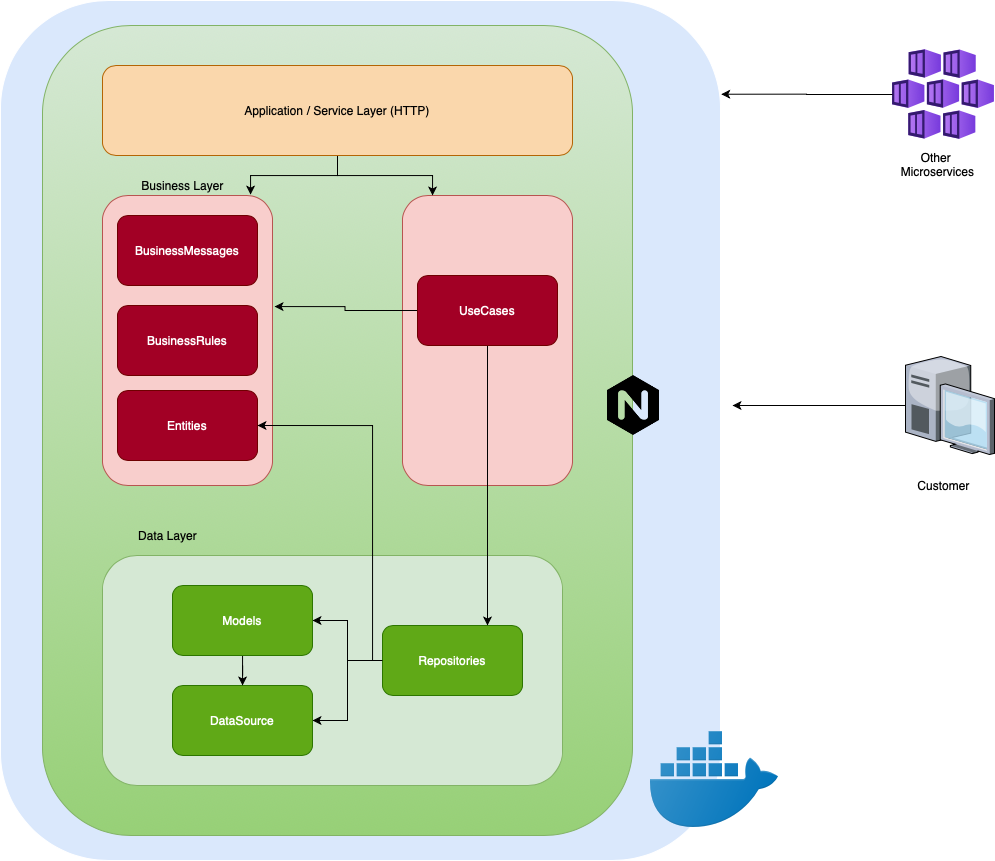 Application / Service Layer (HTTP)
Other
Microservices
Business Layer
BusinessMessages
UseCases
BusinessRules
Entities
N
Customer
Data Layer
Models
Repositories
DataSource